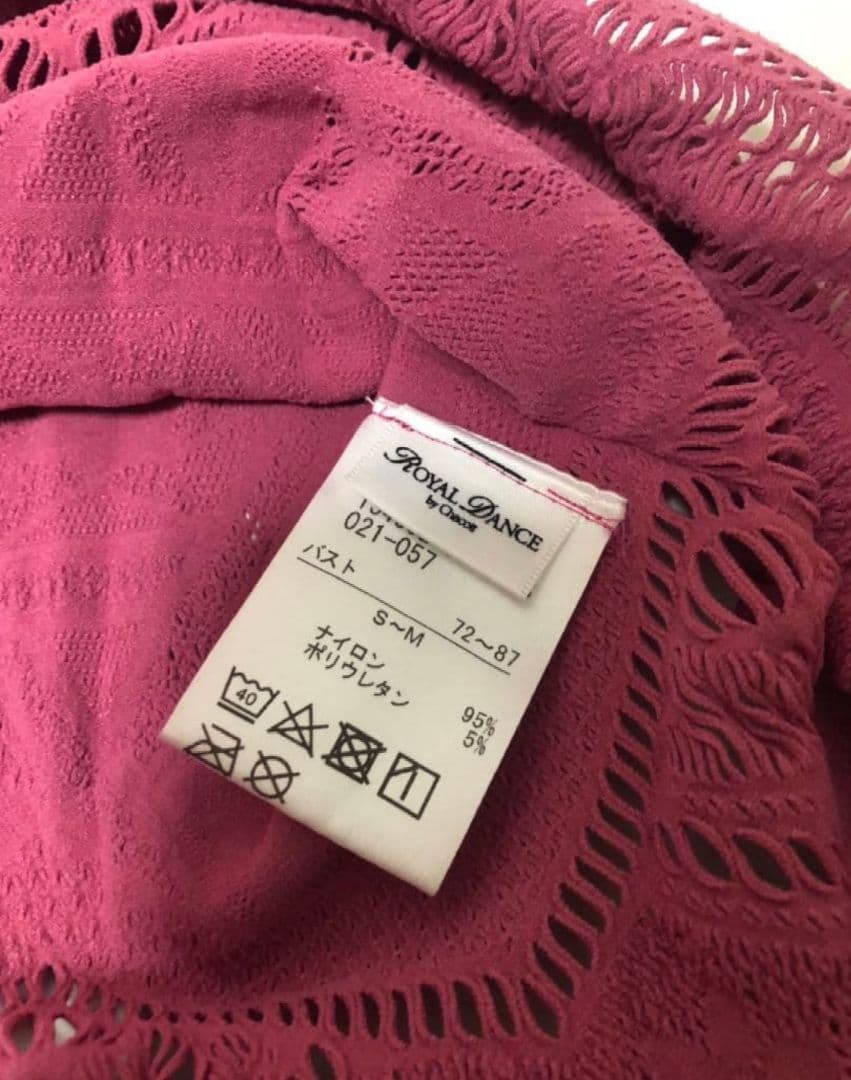 ROYAL DANCE
by Chacott
021-057
バスト 72～87
S～M
ナイロン 95%
ポリウレタン 5%
40